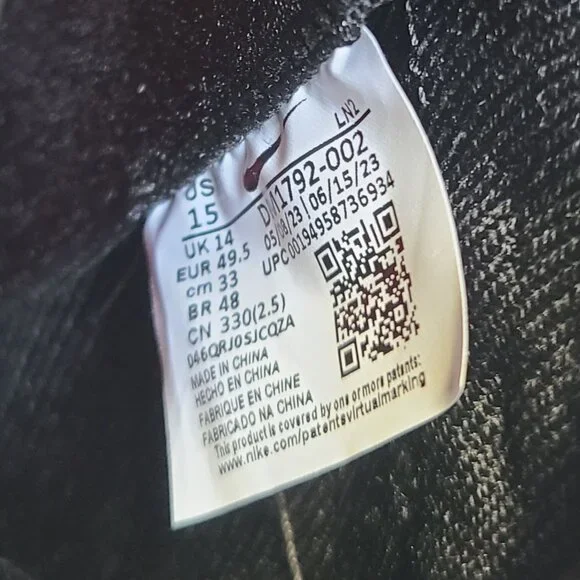 LN2
US
15
UK 14
EUR 49.5
cm 33
BR 48
CN 330(2.5)
DM1792-002
05/08/23 | 06/15/23
UPC00194958736934
046QRJ0SJCQZA
MADE IN CHINA
HECHO EN CHINA
FABRIQUE EN CHINE
FABRICADO NA CHINA
This product is covered by one or more patents:
www.nike.com/patentsvirtualmarking